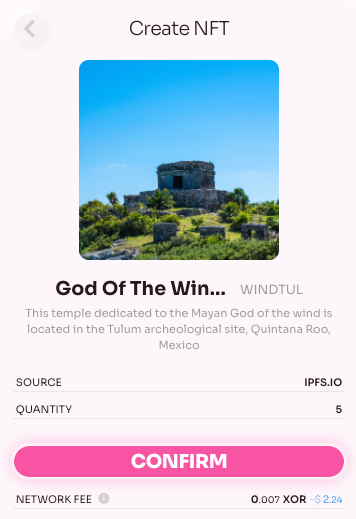 Create NFT
God Of The Win... WINDTUL
This temple dedicated to the Mayan God of the wind is
located in the Tulum archeological site, Quintana Roo,
Mexico
SOURCE IPFS.IO
QUANTITY 5
CONFIRM
NETWORK FEE 0.007 XOR ~$ 2.24